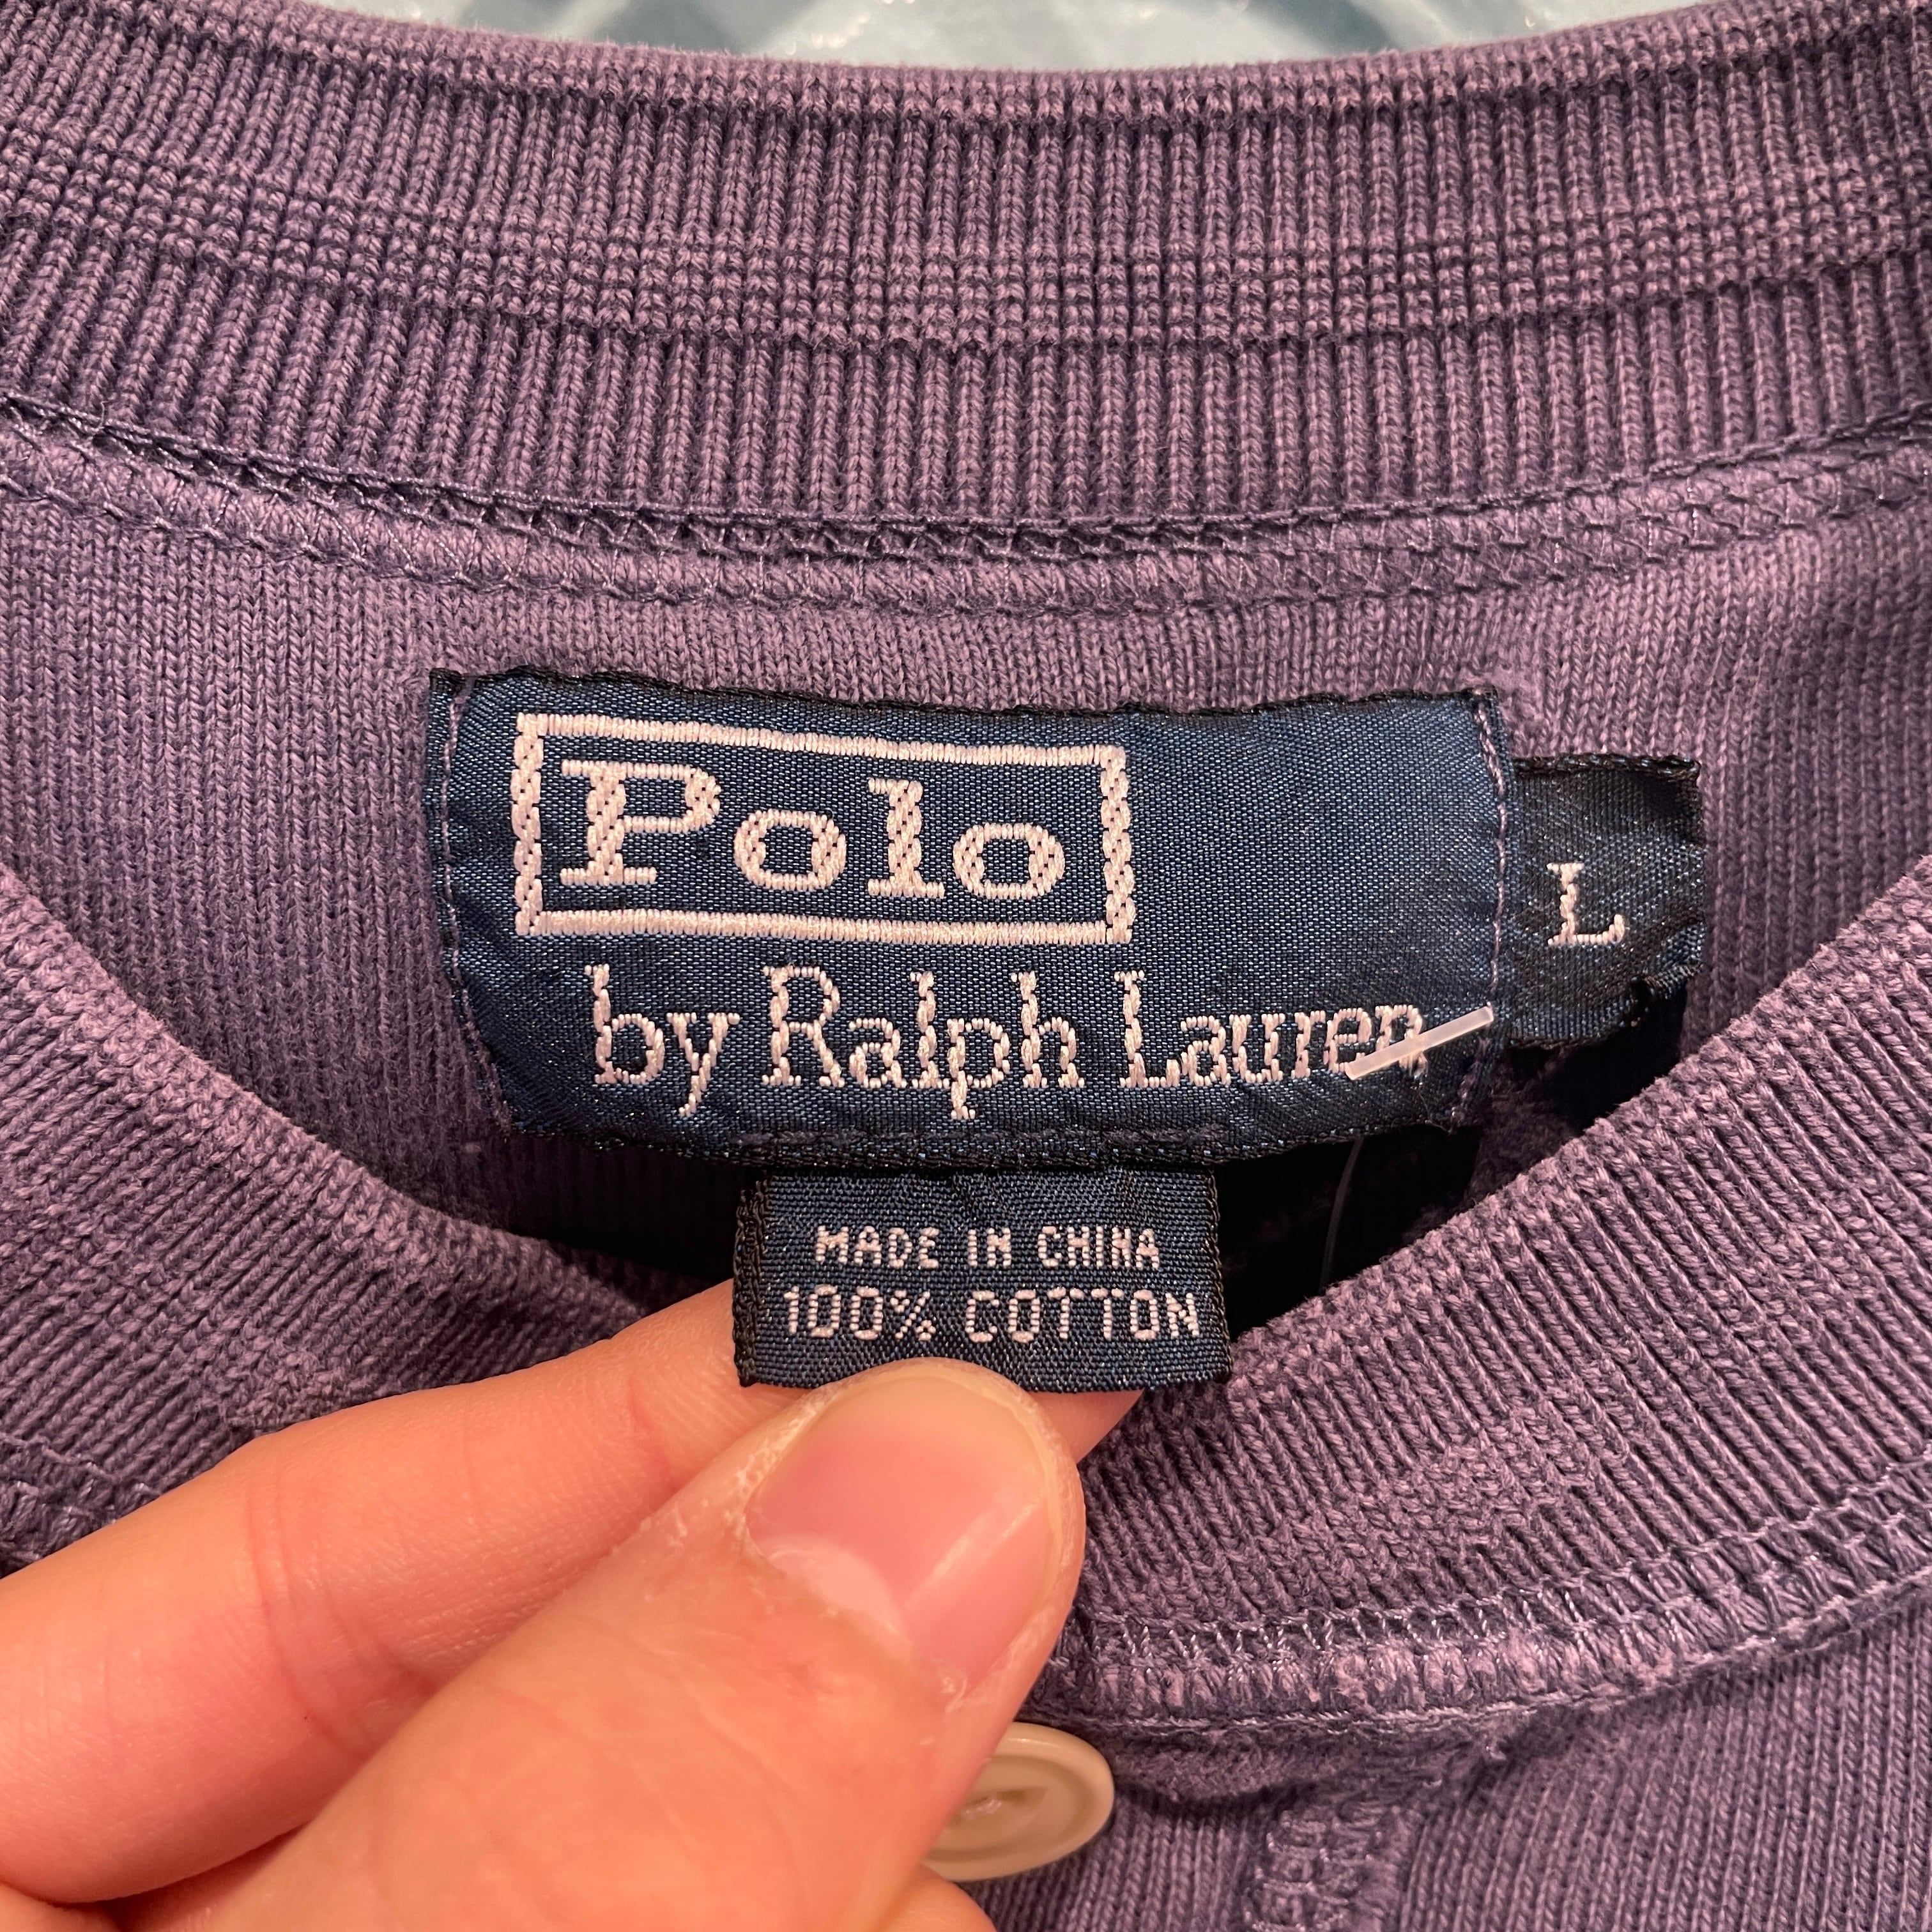 Polo
by Ralph Lauren
L
MADE IN CHINA
100% COTTON